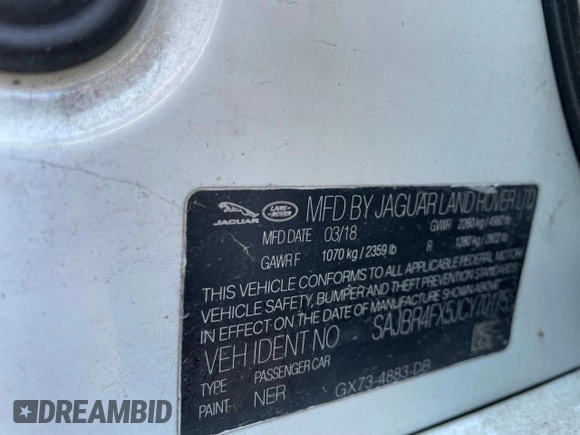 JAGUAR LAND-ROVER MFD BY JAGUAR LAND ROVER LTD
MFD DATE 03/18 GVWR 2260 kg / 4982 lb
GAWR F 1070 kg / 2359 lb R 1280 kg / 2822 lb
THIS VEHICLE CONFORMS TO ALL APPLICABLE FEDERAL MOTOR
VEHICLE SAFETY, BUMPER AND THEFT PREVENTION STANDARDS
IN EFFECT ON THE DATE OF MANUFACTURE SHOWN ABOVE
VEH IDENT NO SAJBR4FX5JCY70175
TYPE PASSENGER CAR
PAINT NER GX73-4883-DB
DREAMBID